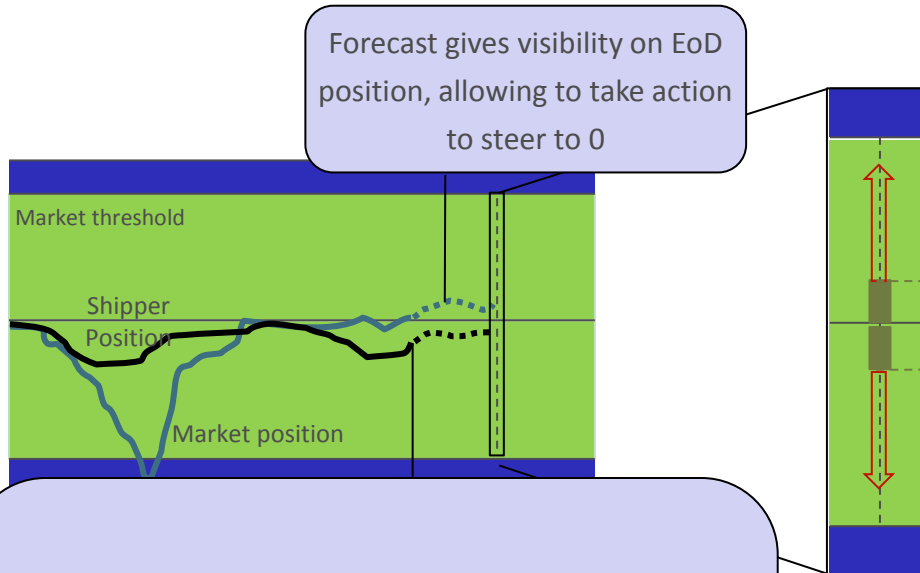 Forecast gives visibility on EoD
position, allowing to take action
to steer to 0
Market threshold
Shipper
Position
Market position